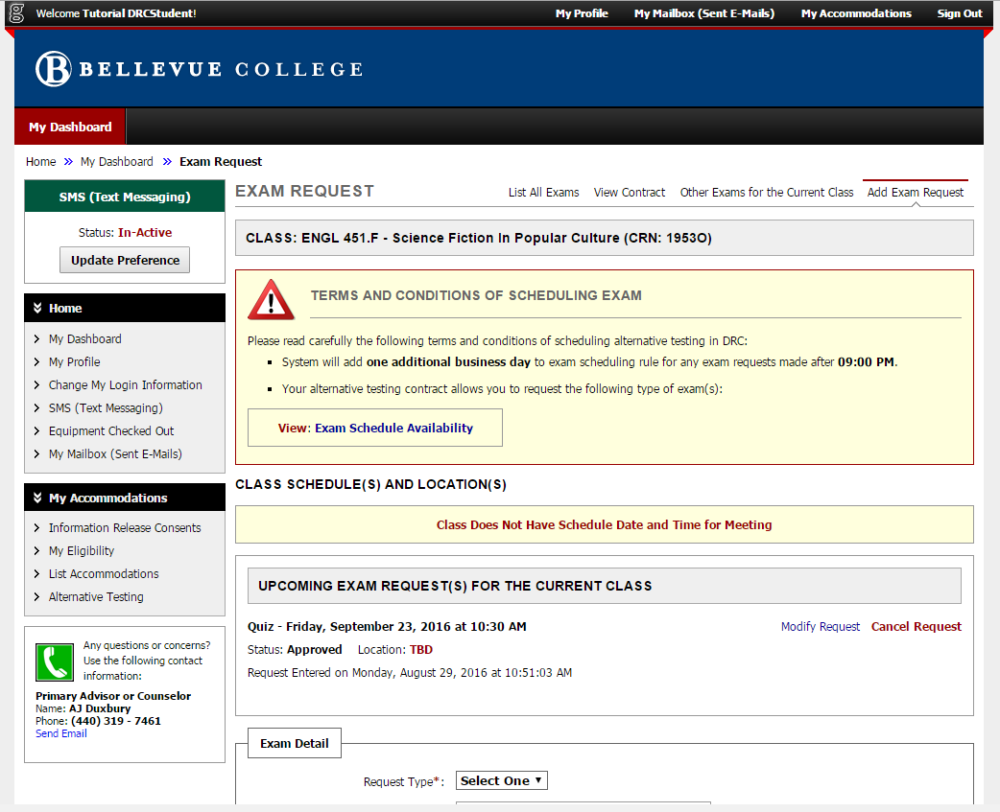 Welcome Tutorial DRCStudent!
My Profile My Mailbox (Sent E-Mails) My Accommodations Sign Out
B BELLEVUE COLLEGE
My Dashboard
Home » My Dashboard » Exam Request
SMS (Text Messaging)
Status: In-Active
Update Preference
Home
My Dashboard
My Profile
Change My Login Information
SMS (Text Messaging)
Equipment Checked Out
My Mailbox (Sent E-Mails)
My Accommodations
Information Release Consents
My Eligibility
List Accommodations
Alternative Testing
Any questions or concerns?
Use the following contact
information:
Primary Advisor or Counselor
Name: AJ Duxbury
Phone: (440) 319 - 7461
Send Email
EXAM REQUEST
List All Exams View Contract Other Exams for the Current Class Add Exam Request
CLASS: ENGL 451.F - Science Fiction In Popular Culture (CRN: 1953O)
TERMS AND CONDITIONS OF SCHEDULING EXAM
Please read carefully the following terms and conditions of scheduling alternative testing in DRC:
▪ System will add one additional business day to exam scheduling rule for any exam requests made after 09:00 PM.
▪ Your alternative testing contract allows you to request the following type of exam(s):
View: Exam Schedule Availability
CLASS SCHEDULE(S) AND LOCATION(S)
Class Does Not Have Schedule Date and Time for Meeting
UPCOMING EXAM REQUEST(S) FOR THE CURRENT CLASS
Quiz - Friday, September 23, 2016 at 10:30 AM
Modify Request Cancel Request
Status: Approved Location: TBD
Request Entered on Monday, August 29, 2016 at 10:51:03 AM
Exam Detail
Request Type*: Select One ▼